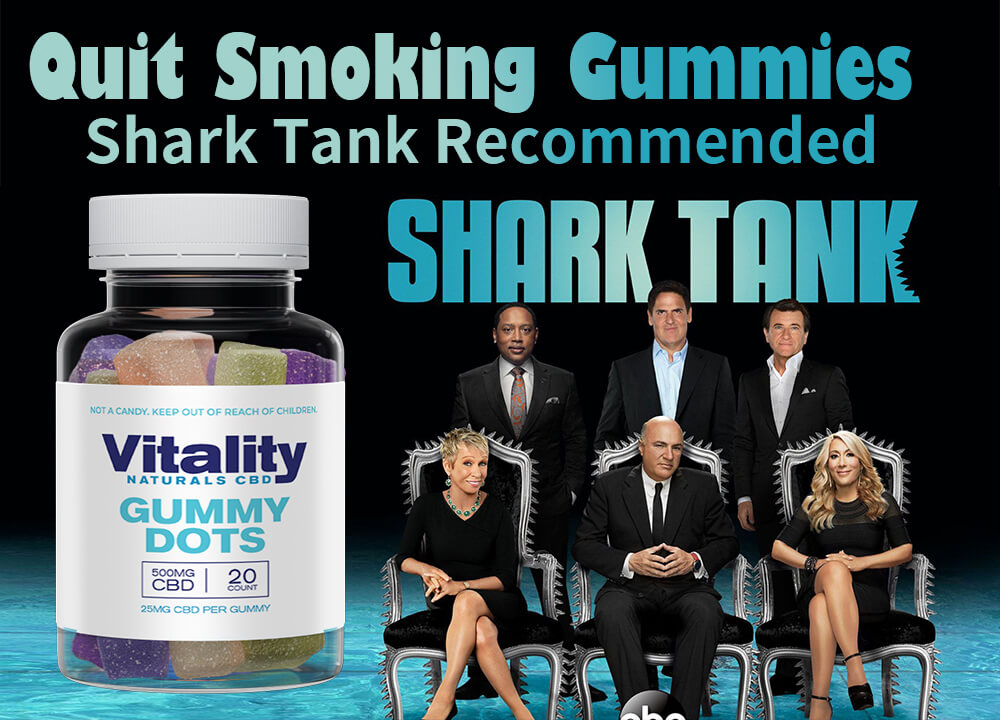 Quit Smoking Gummies
Shark Tank Recommended
SHARK TANK
NOT A CANDY. KEEP OUT OF REACH OF CHILDREN.
Vitality
NATURALS CBD
GUMMY
DOTS
500MG
CBD
20
COUNT
25MG CBD PER GUMMY
abc